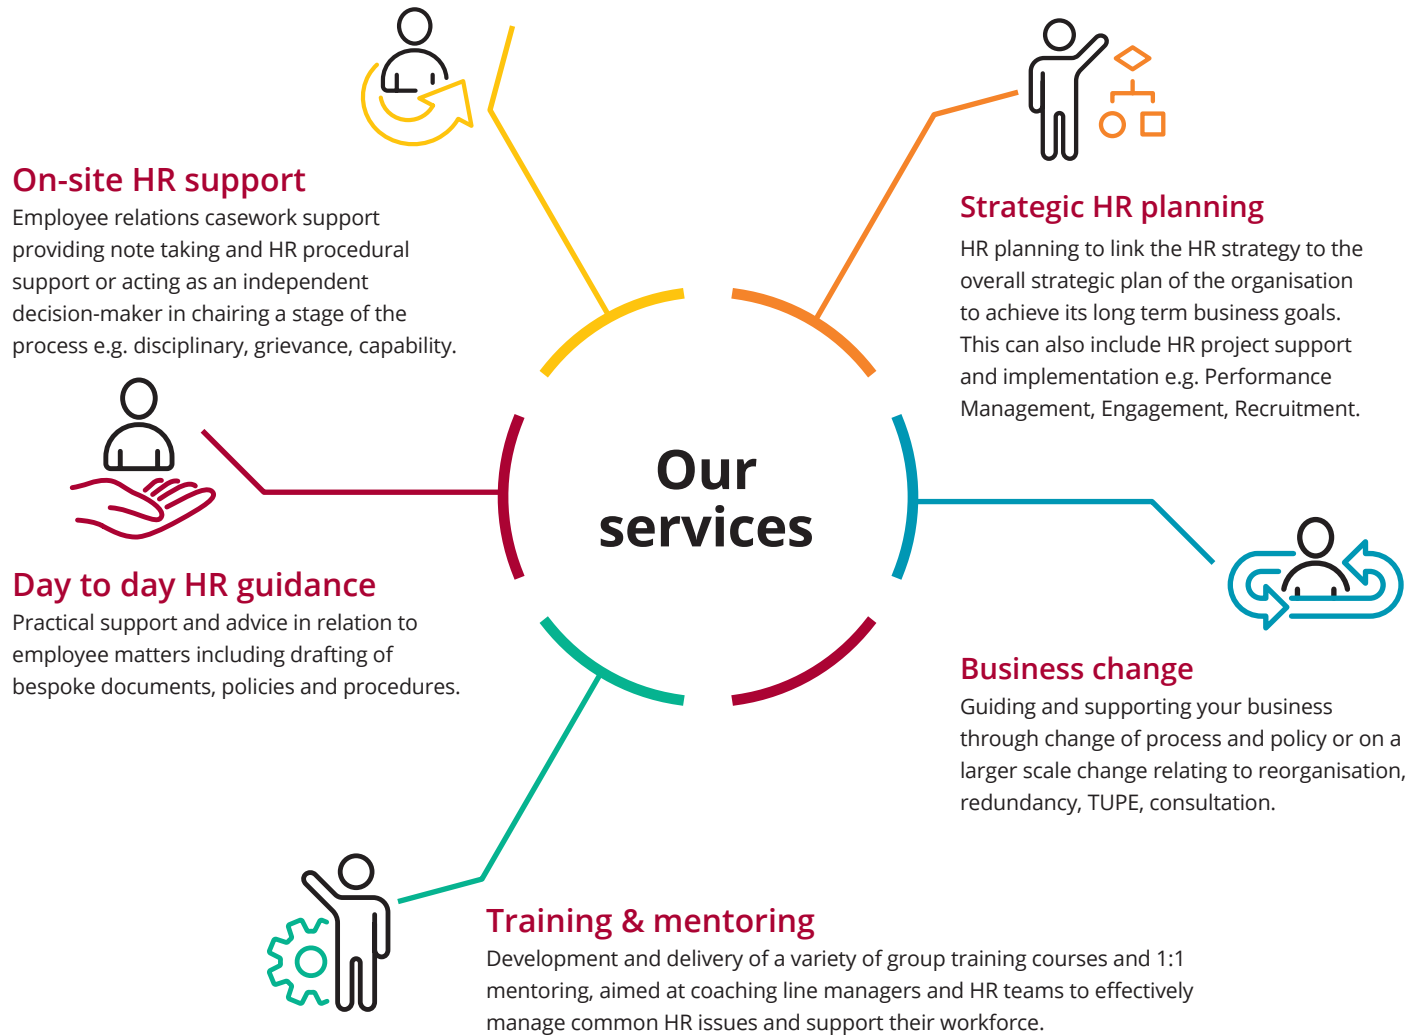 On-site HR support
Employee relations casework support
providing note taking and HR procedural
support or acting as an independent
decision-maker in chairing a stage of the
process e.g. disciplinary, grievance, capability.
Strategic HR planning
HR planning to link the HR strategy to the
overall strategic plan of the organisation
to achieve its long term business goals.
This can also include HR project support
and implementation e.g. Performance
Management, Engagement, Recruitment.
Our
services
Day to day HR guidance
Practical support and advice in relation to
employee matters including drafting of
bespoke documents, policies and procedures.
Business change
Guiding and supporting your business
through change of process and policy or on a
larger scale change relating to reorganisation,
redundancy, TUPE, consultation.
Training & mentoring
Development and delivery of a variety of group training courses and 1:1
mentoring, aimed at coaching line managers and HR teams to effectively
manage common HR issues and support their workforce.